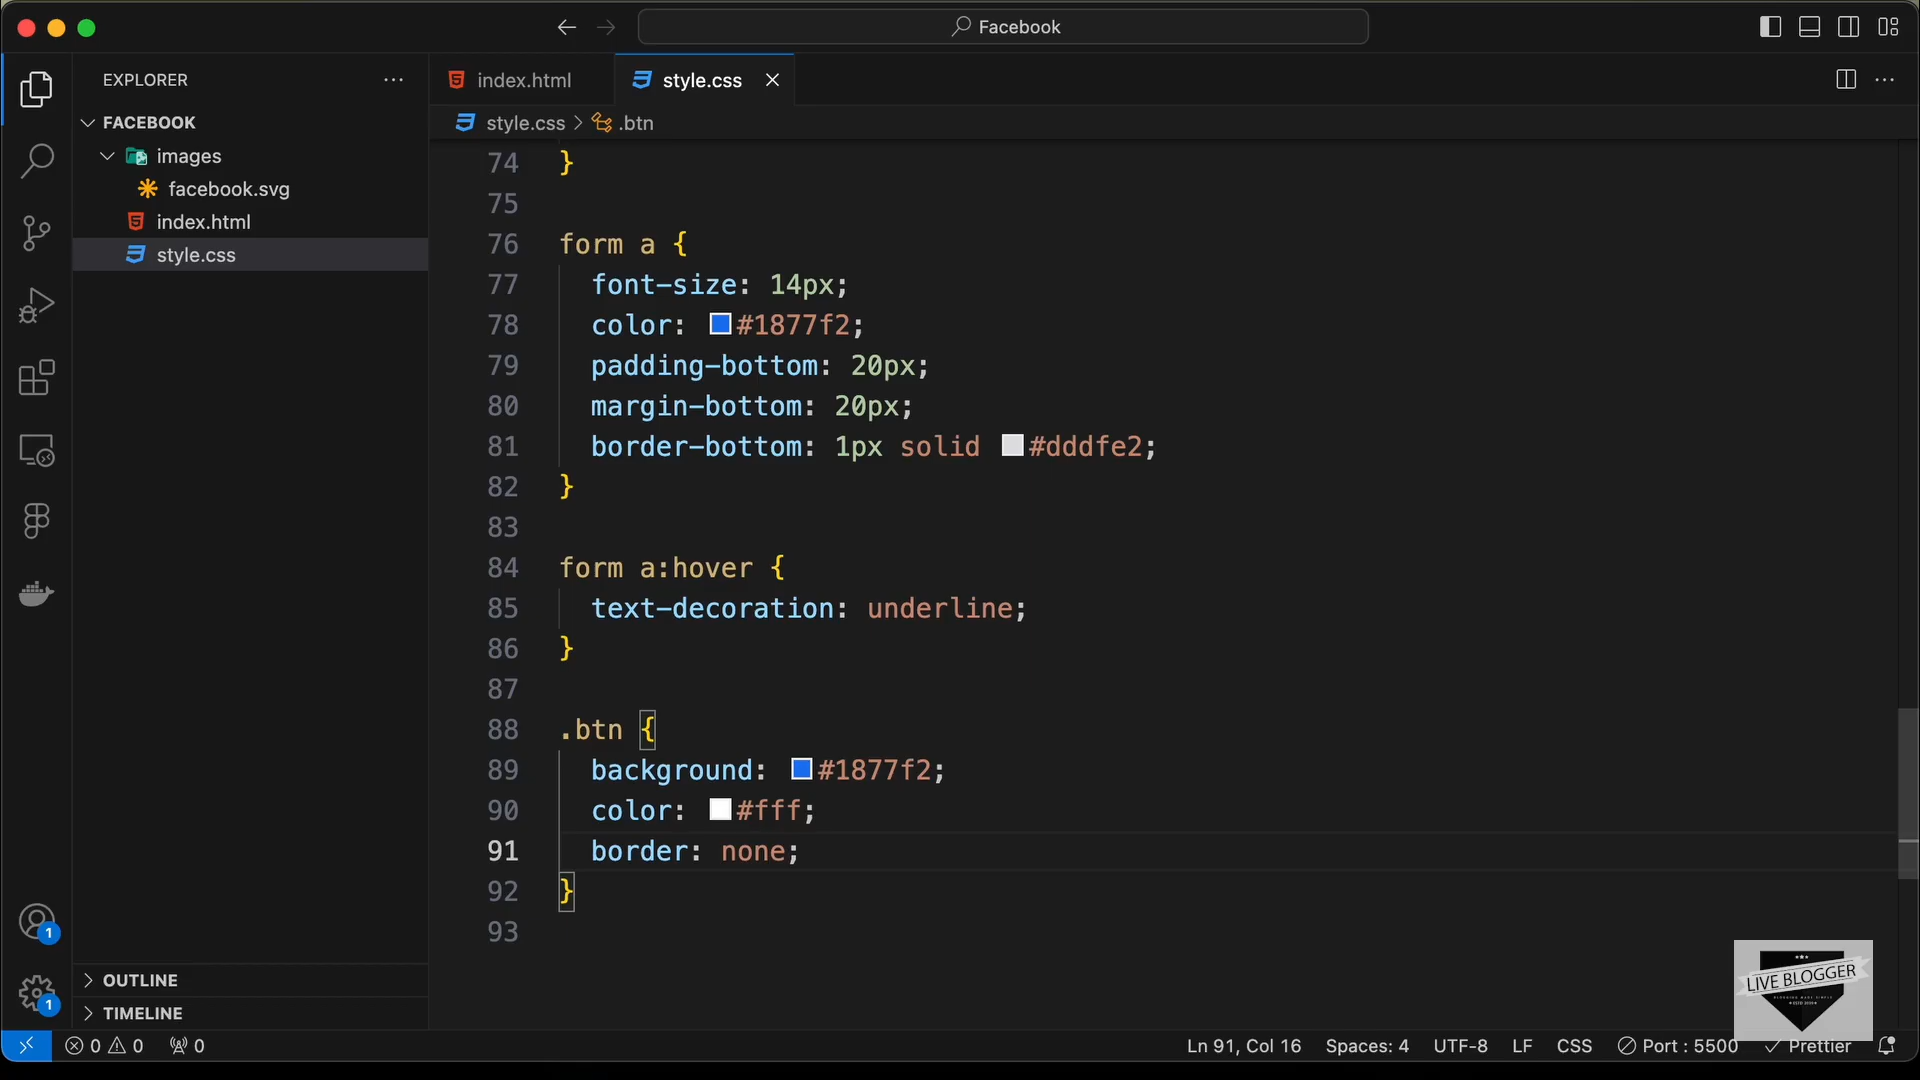 Facebook
EXPLORER
index.html
style.css
FACEBOOK
style.css > .btn
images
facebook.svg
index.html
style.css
74 }
75
76 form a {
77 font-size: 14px;
78 color: #1877f2;
79 padding-bottom: 20px;
80 margin-bottom: 20px;
81 border-bottom: 1px solid #dddfe2;
82 }
83
84 form a:hover {
85 text-decoration: underline;
86 }
87
88 .btn {
89 background: #1877f2;
90 color: #fff;
91 border: none;
92 }
93
1
1
OUTLINE
TIMELINE
LIVE BLOGGER
0 0 0
Ln 91, Col 16
Spaces: 4
UTF-8
LF
CSS
Port : 5500
Prettier